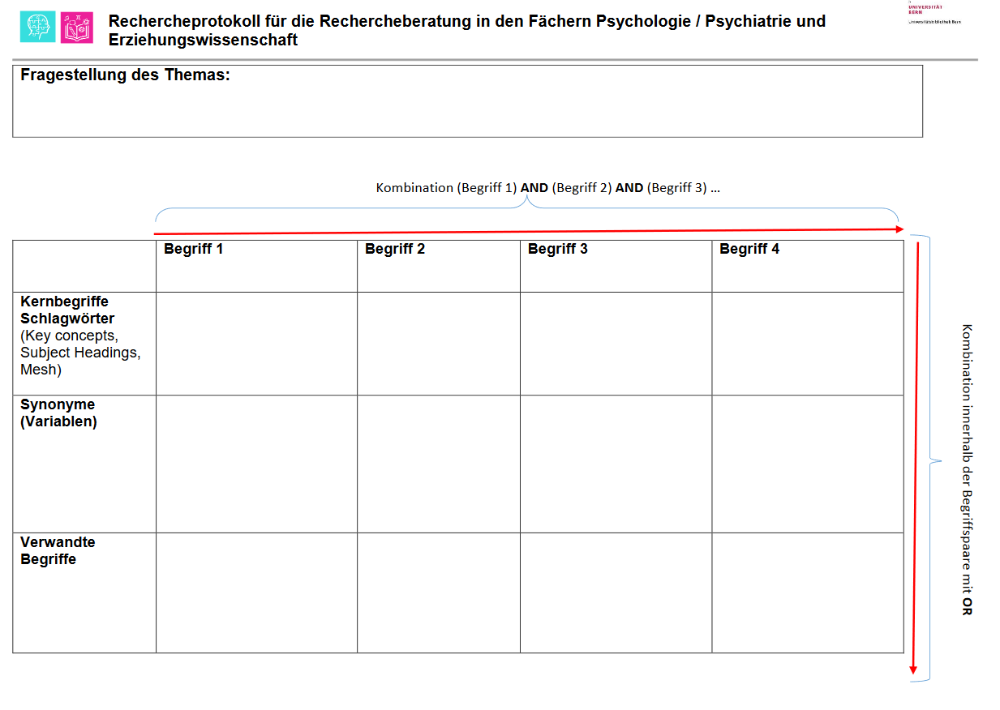 Rechercheprotokoll für die Rechercheberatung in den Fächern Psychologie / Psychiatrie und
Erziehungswissenschaft
UNIVERSITÄT
BERN
Universitätsbibliothek Bern
Fragestellung des Themas:
Kombination (Begriff 1) AND (Begriff 2) AND (Begriff 3) ...
Begriff 1
Begriff 2
Begriff 3
Begriff 4
Kernbegriffe
Schlagwörter
(Key concepts,
Subject Headings,
Mesh)
Synonyme
(Variablen)
Verwandte
Begriffe
Kombination innerhalb der Begriffspaare mit OR